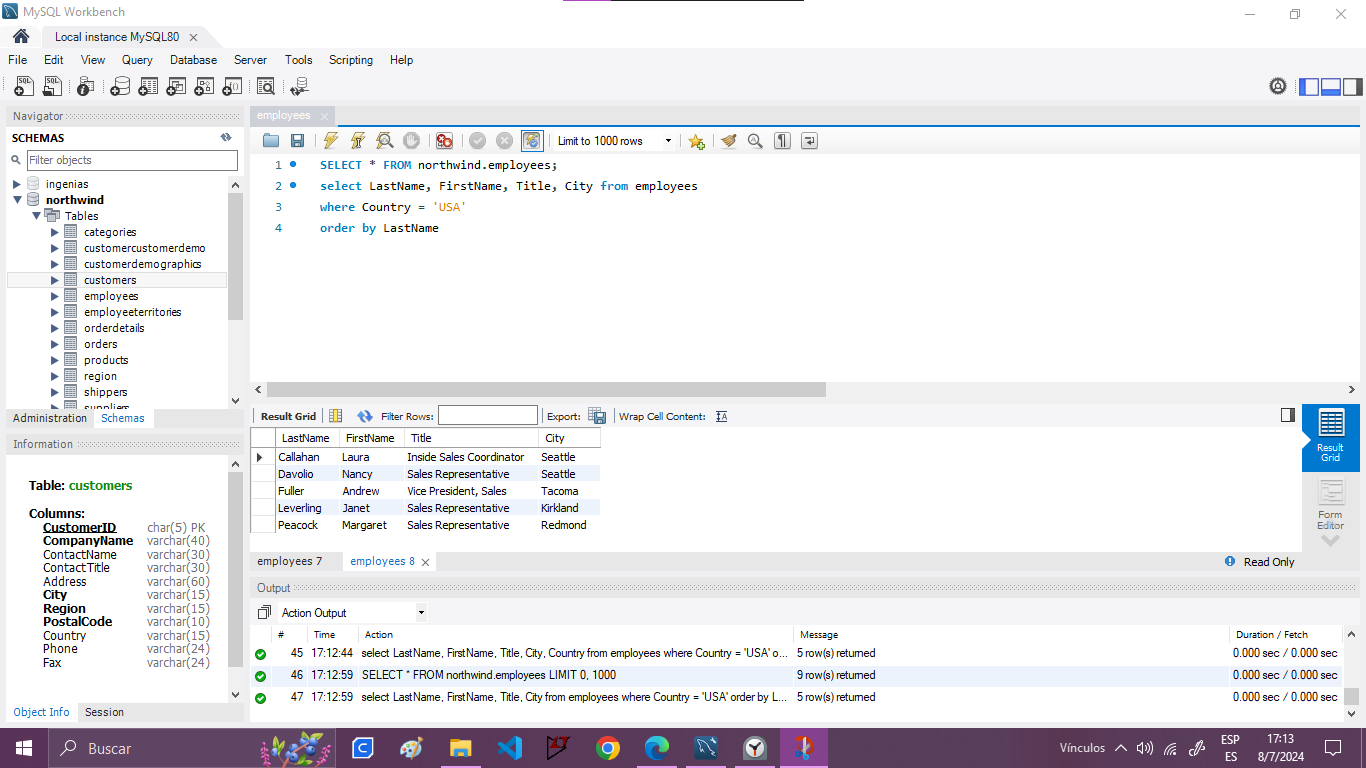 MySQL Workbench
Local instance MySQL80
File Edit View Query Database Server Tools Scripting Help
Navigator
SCHEMAS
Filter objects
ingenias
northwind
Tables
categories
customercustomerdemo
customerdemographics
customers
employees
employeeterritories
orderdetails
orders
products
region
shippers
suppliers
Administration Schemas
Information
Table: customers
Columns:
CustomerID char(5) PK
CompanyName varchar(40)
ContactName varchar(30)
ContactTitle varchar(30)
Address varchar(60)
City varchar(15)
Region varchar(15)
PostalCode varchar(10)
Country varchar(15)
Phone varchar(24)
Fax varchar(24)
Object Info Session
employees
Limit to 1000 rows
1 SELECT * FROM northwind.employees;
2 select LastName, FirstName, Title, City from employees
3 where Country = 'USA'
4 order by LastName
Result Grid Filter Rows: Export: Wrap Cell Content:
LastName FirstName Title City
Callahan Laura Inside Sales Coordinator Seattle
Davolio Nancy Sales Representative Seattle
Fuller Andrew Vice President, Sales Tacoma
Leverling Janet Sales Representative Kirkland
Peacock Margaret Sales Representative Redmond
Result
Grid
Form
Editor
employees 7 employees 8 Read Only
Output
Action Output
# Time Action Message Duration / Fetch
45 17:12:44 select LastName, FirstName, Title, City, Country from employees where Country = 'USA' o... 5 row(s) returned 0.000 sec / 0.000 sec
46 17:12:59 SELECT * FROM northwind.employees LIMIT 0, 1000 9 row(s) returned 0.000 sec / 0.000 sec
47 17:12:59 select LastName, FirstName, Title, City from employees where Country = 'USA' order by L... 5 row(s) returned 0.000 sec / 0.000 sec
Buscar
Vínculos
ESP
ES
17:13
8/7/2024